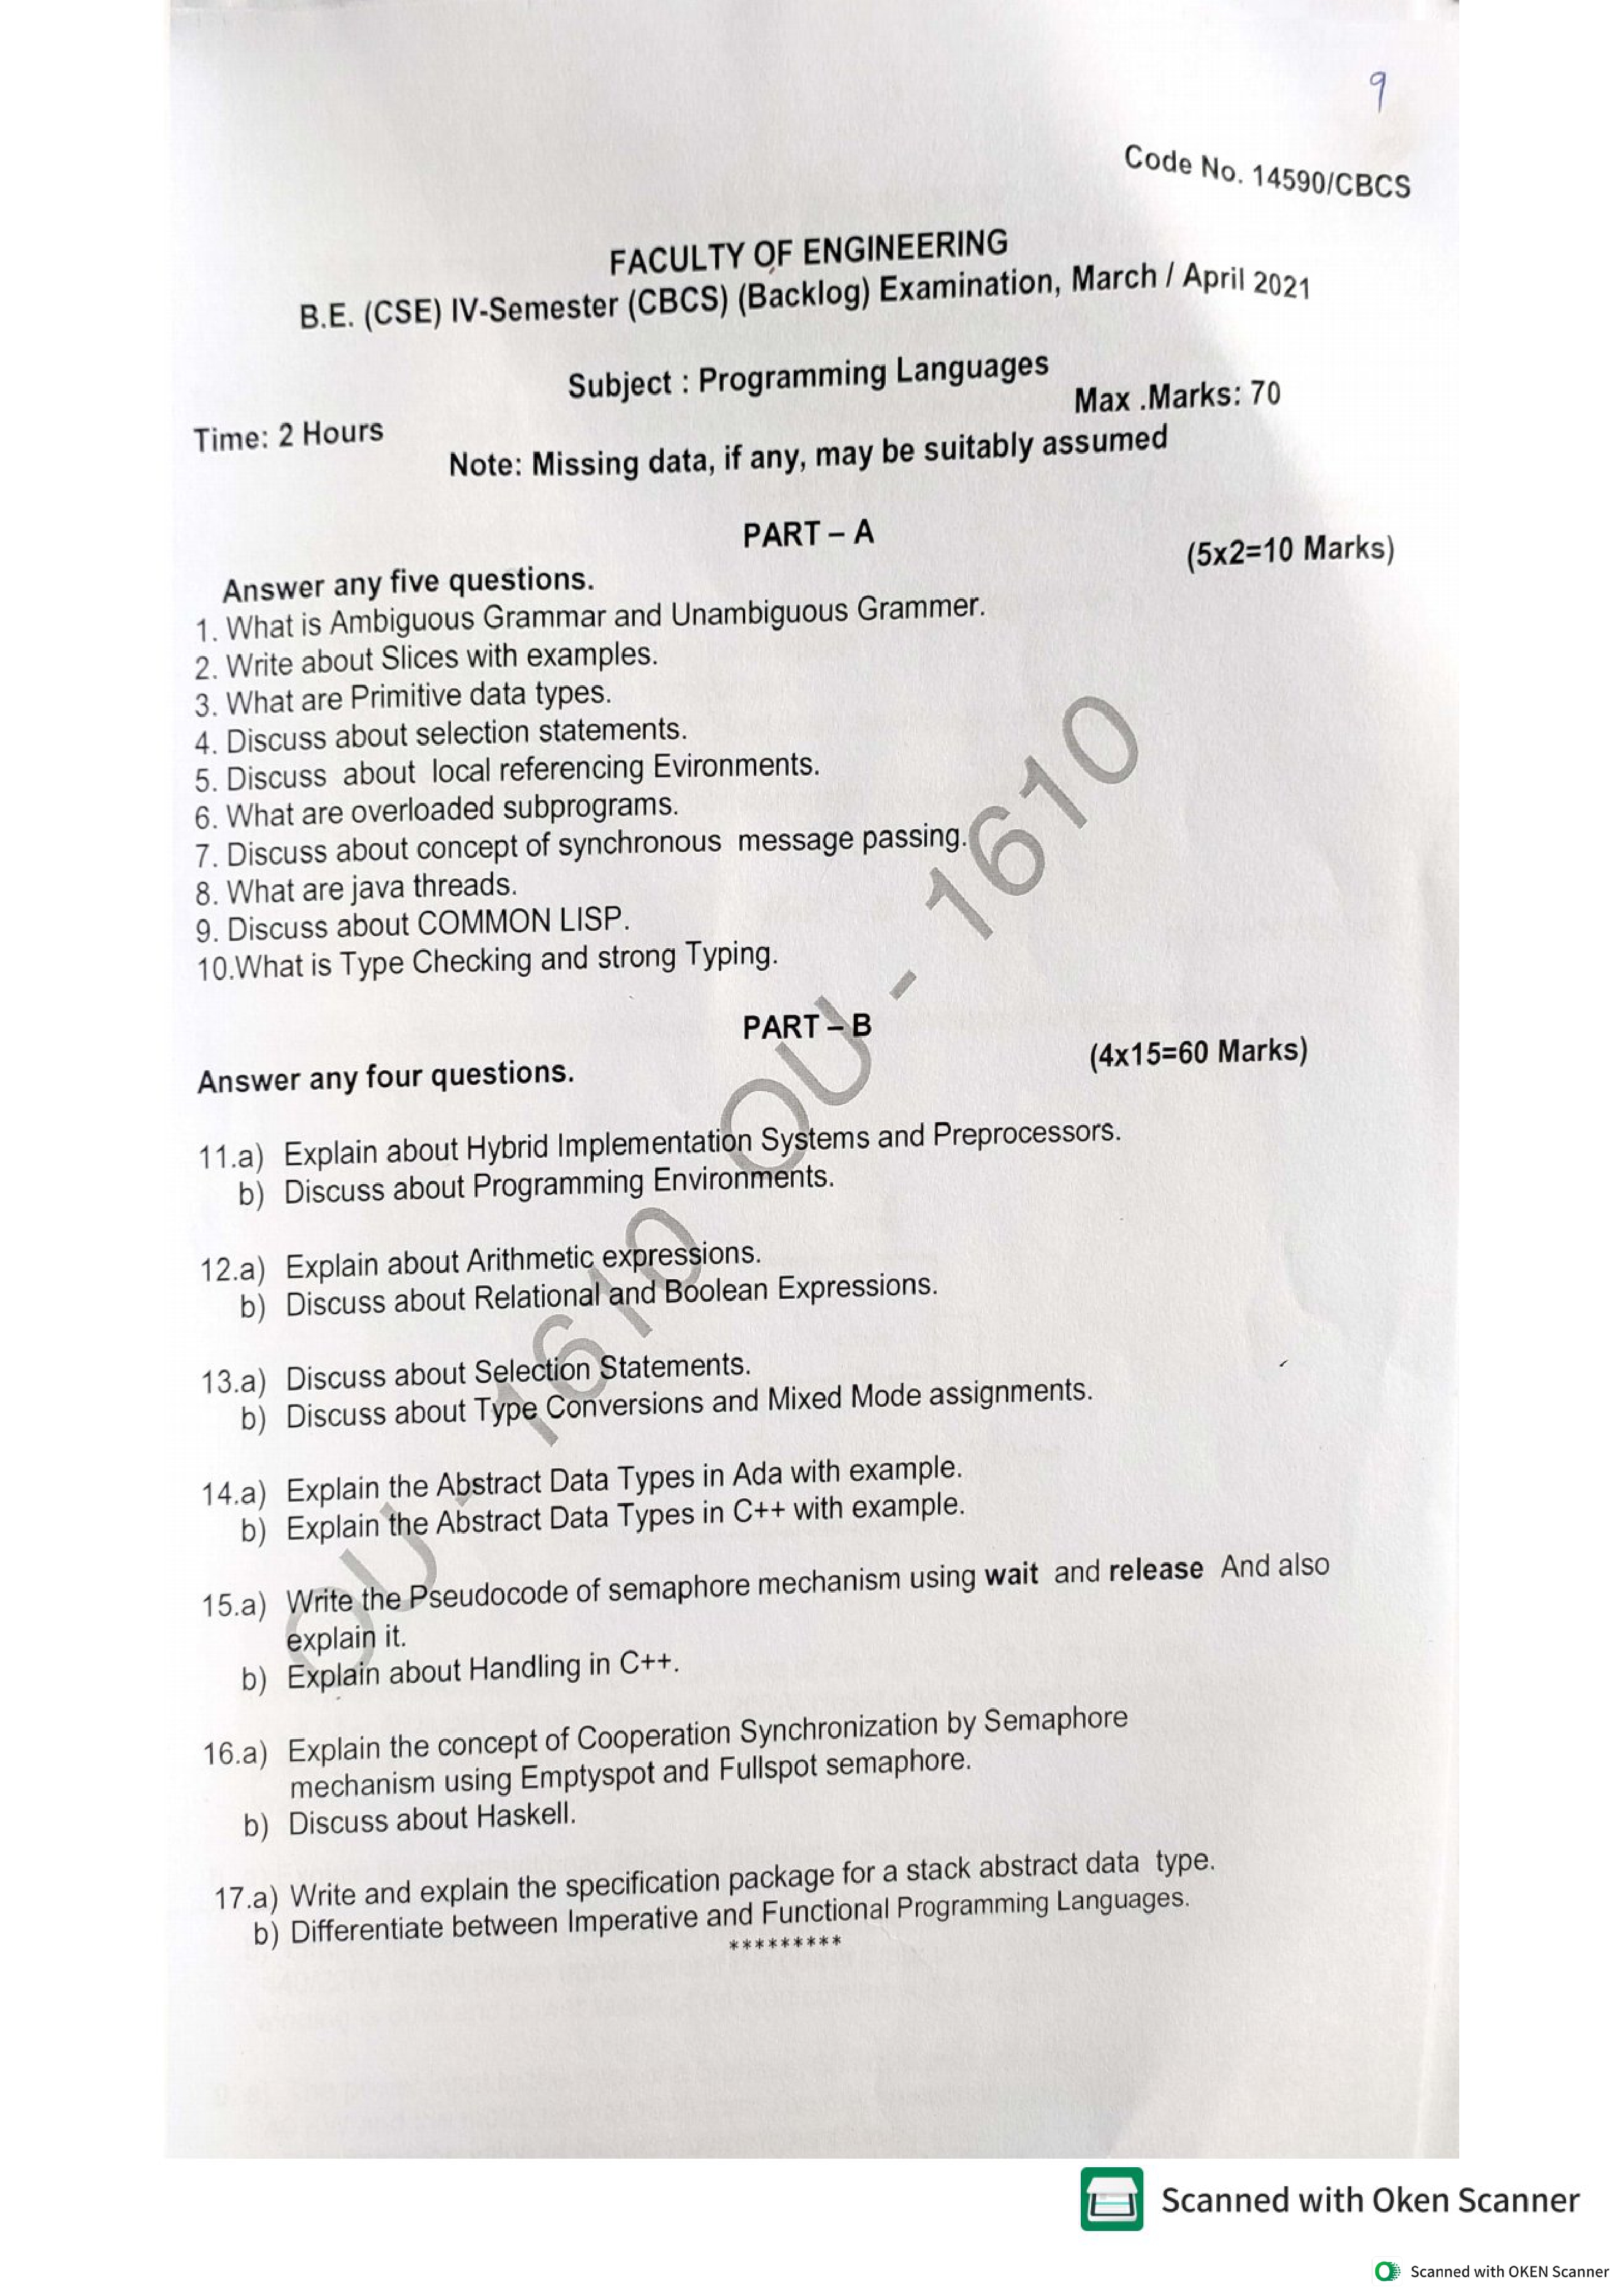 9
Code No. 14590/CBCS
FACULTY OF ENGINEERING
B.E. (CSE) IV-Semester (CBCS) (Backlog) Examination, March / April 2021
Subject : Programming Languages
Max .Marks: 70
Time: 2 Hours
Note: Missing data, if any, may be suitably assumed
PART – A
(5x2=10 Marks)
Answer any five questions.
1. What is Ambiguous Grammar and Unambiguous Grammer.
2. Write about Slices with examples.
3. What are Primitive data types.
4. Discuss about selection statements.
5. Discuss about local referencing Evironments.
6. What are overloaded subprograms.
7. Discuss about concept of synchronous message passing.
8. What are java threads.
9. Discuss about COMMON LISP.
10.What is Type Checking and strong Typing.
PART – B
(4x15=60 Marks)
Answer any four questions.
11.a) Explain about Hybrid Implementation Systems and Preprocessors.
b) Discuss about Programming Environments.
12.a) Explain about Arithmetic expressions.
b) Discuss about Relational and Boolean Expressions.
13.a) Discuss about Selection Statements.
b) Discuss about Type Conversions and Mixed Mode assignments.
14.a) Explain the Abstract Data Types in Ada with example.
b) Explain the Abstract Data Types in C++ with example.
15.a) Write the Pseudocode of semaphore mechanism using wait and release And also
explain it.
b) Explain about Handling in C++.
16.a) Explain the concept of Cooperation Synchronization by Semaphore
mechanism using Emptyspot and Fullspot semaphore.
b) Discuss about Haskell.
17.a) Write and explain the specification package for a stack abstract data type.
b) Differentiate between Imperative and Functional Programming Languages.
*********
OU - 1610 OU - 1610
Scanned with Oken Scanner
Scanned with OKEN Scanner